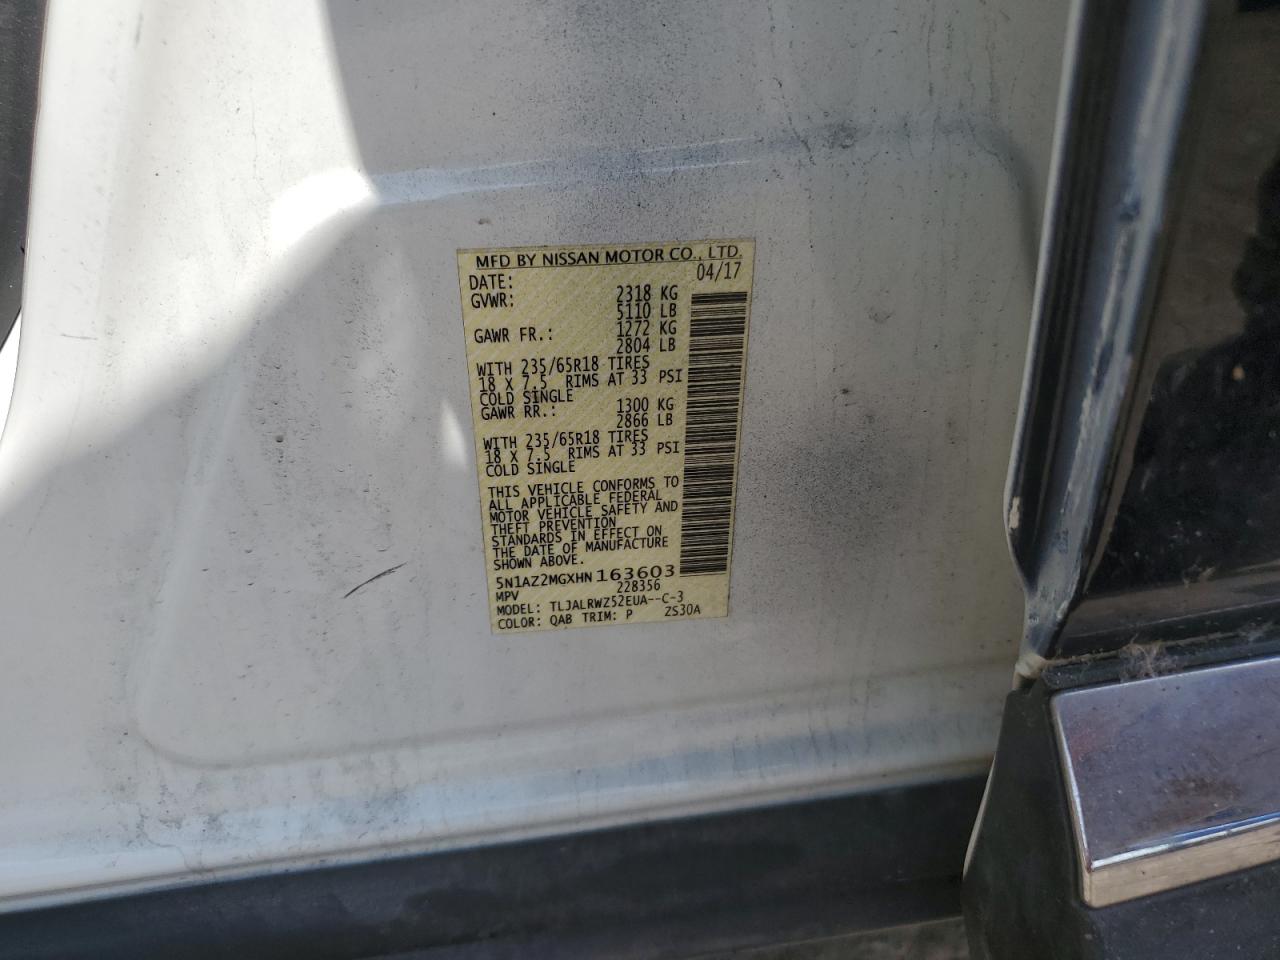 MFD BY NISSAN MOTOR CO., LTD.
DATE: 04/17
GVWR: 2318 KG
5110 LB
GAWR FR.: 1272 KG
2804 LB
WITH 235/65R18 TIRES
18 X 7.5 RIMS AT 33 PSI
COLD SINGLE
GAWR RR.: 1300 KG
2866 LB
WITH 235/65R18 TIRES
18 X 7.5 RIMS AT 33 PSI
COLD SINGLE
THIS VEHICLE CONFORMS TO
ALL APPLICABLE FEDERAL
MOTOR VEHICLE SAFETY AND
THEFT PREVENTION
STANDARDS IN EFFECT ON
THE DATE OF MANUFACTURE
SHOWN ABOVE.
5N1AZ2MGXHN163603
MPV 228356
MODEL: TLJALRWZ52EUA--C-3
COLOR: QAB TRIM: P ZS30A